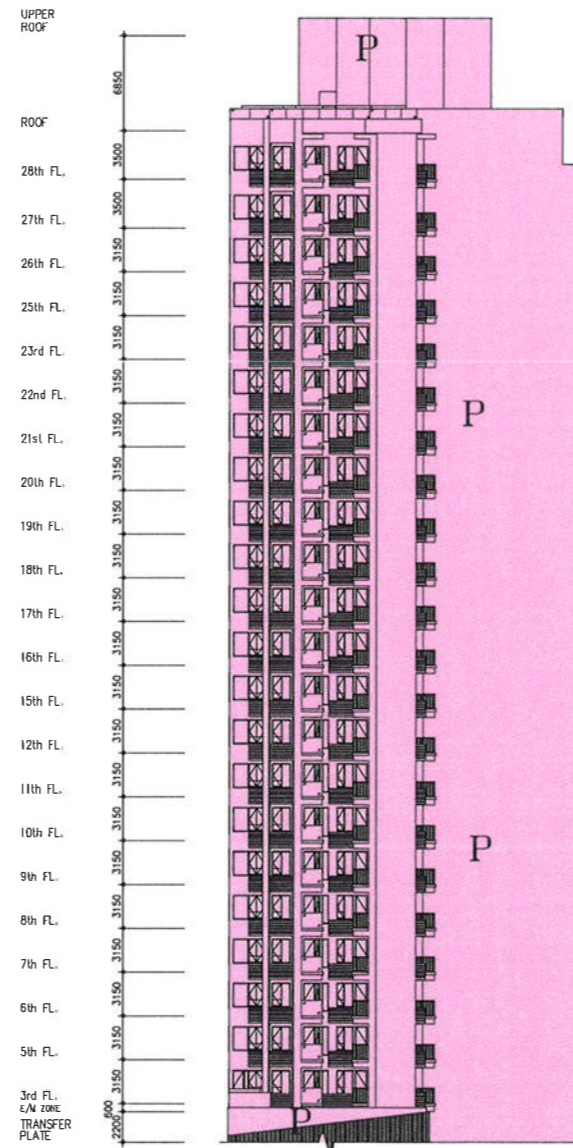 UPPER
ROOF
P
6850
ROOF
3500
28th FL.
3500
27th FL.
3150
26th FL.
3150
25th FL.
3150
23rd FL.
3150
22nd FL.
P
3150
21st FL.
3150
20th FL.
3150
19th FL.
3150
18th FL.
3150
17th FL.
3150
16th FL.
3150
15th FL.
3150
12th FL.
3150
11th FL.
3150
10th FL.
P
3150
9th FL.
3150
8th FL.
3150
7th FL.
3150
6th FL.
3150
5th FL.
3150
3rd FL.
E/M ZONE
600
TRANSFER
PLATE
2200
P